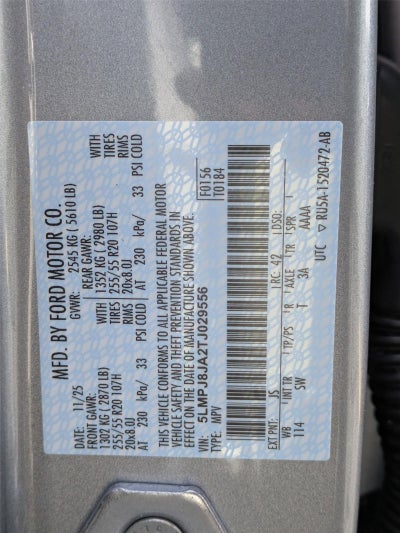 MFD. BY FORD MOTOR CO.
11/25 GVWR: 2545 KG ( 5610 LB)
FRONT GAWR: REAR GAWR: WITH
1302 KG ( 2870 LB) 1352 KG ( 2980 LB) TIRES
255/55 R20 107H 255/55 R20 107H RIMS
20x8.0J 20x8.0J
AT 230 kPa/ 33 PSI COLD AT 230 kPa/ 33 PSI COLD
WITH
TIRES
RIMS
THIS VEHICLE CONFORMS TO ALL APPLICABLE FEDERAL MOTOR
VEHICLE SAFETY AND THEFT PREVENTION STANDARDS IN
EFFECT ON THE DATE OF MANUFACTURE SHOWN ABOVE.
VIN: 5LMPJ8JA2TJ029556
TYPE: MPV
F0156
T0184
EXT PNT: JS RC: 42 DSO:
WB INT TR TP/PS R AXLE TR SPR
114 SW T 3A AAAA
UTC ▽ RU5A-1520472-AB